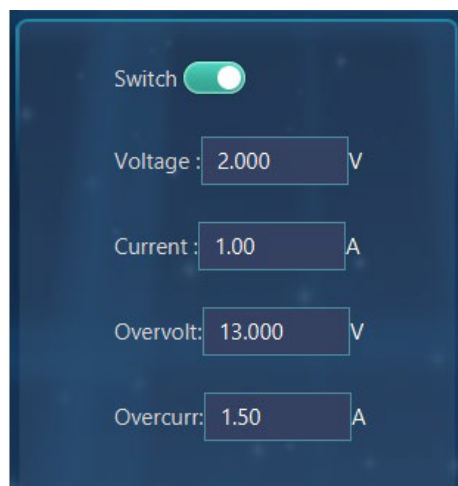 Switch
Voltage : 2.000 V
Current : 1.00 A
Overvolt: 13.000 V
Overcurr: 1.50 A